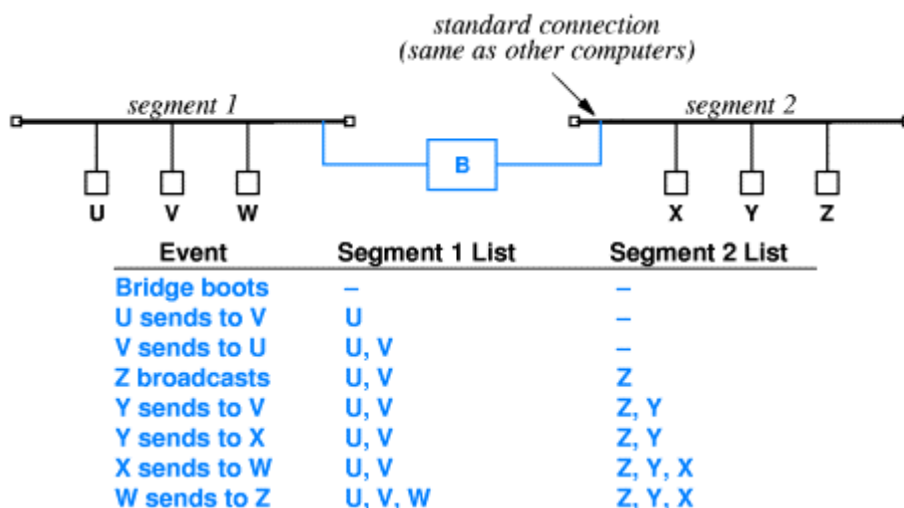 standard connection
(same as other computers)
segment 1
segment 2
B
U V W
X Y Z
Event Segment 1 List Segment 2 List
Bridge boots – –
U sends to V U –
V sends to U U, V –
Z broadcasts U, V Z
Y sends to V U, V Z, Y
Y sends to X U, V Z, Y
X sends to W U, V Z, Y, X
W sends to Z U, V, W Z, Y, X